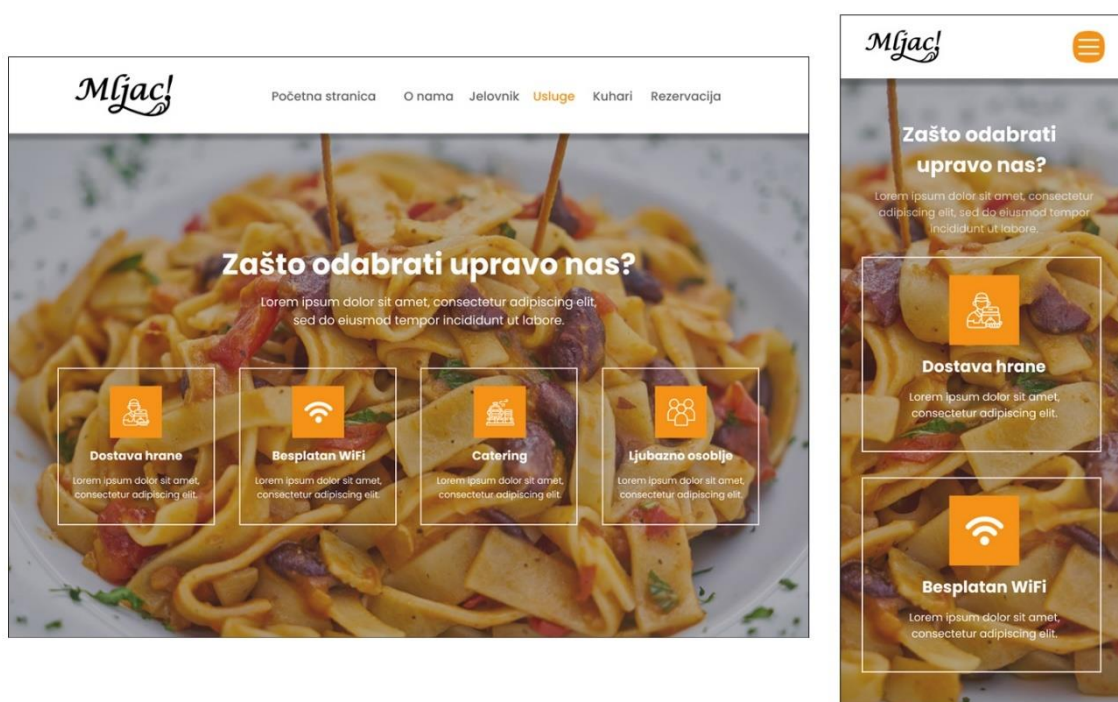 Mljac!
Početna stranica O nama Jelovnik Usluge Kuhari Rezervacija
Zašto odabrati upravo nas?
Lorem ipsum dolor sit amet, consectetur adipiscing elit,
sed do eiusmod tempor incididunt ut labore.
Dostava hrane
Lorem ipsum dolor sit amet,
consectetur adipiscing elit.
Besplatan WiFi
Lorem ipsum dolor sit amet,
consectetur adipiscing elit.
Catering
Lorem ipsum dolor sit amet,
consectetur adipiscing elit.
Ljubazno osoblje
Lorem ipsum dolor sit amet,
consectetur adipiscing elit.
Mljac!
Zašto odabrati
upravo nas?
Lorem ipsum dolor sit amet, consectetur
adipiscing elit, sed do eiusmod tempor
incididunt ut labore.
Dostava hrane
Lorem ipsum dolor sit amet,
consectetur adipiscing elit.
Besplatan WiFi
Lorem ipsum dolor sit amet,
consectetur adipiscing elit.